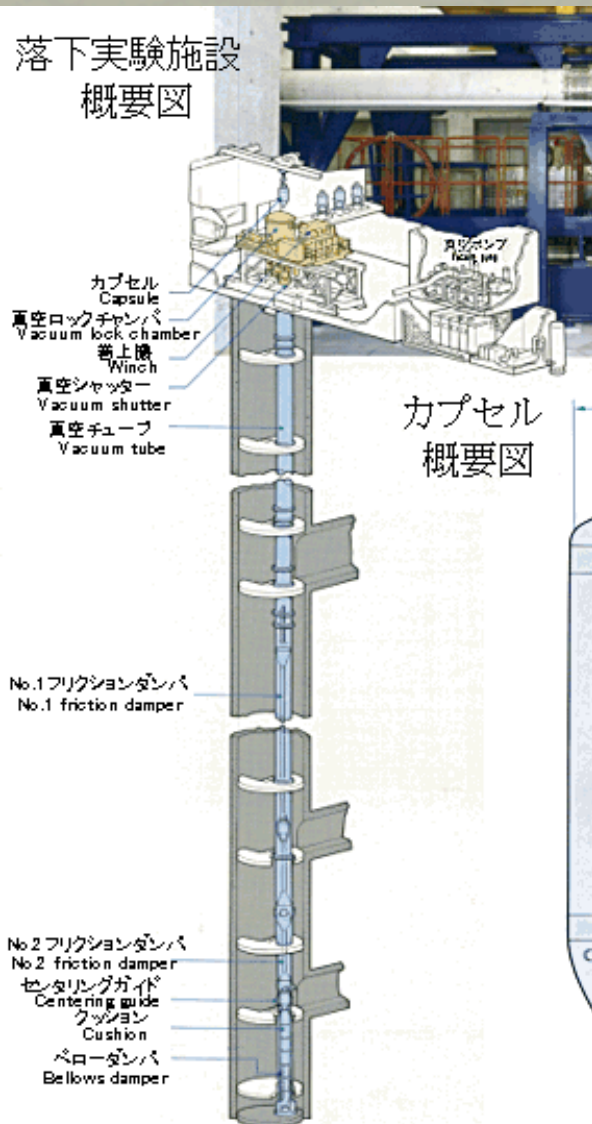 落下実験施設
概要図
真空ポンプ
カプセル
Capsule
真空ロックチャンバ
Vacuum lock chamber
巻上機
Winch
真空シャッター
Vacuum shutter
真空チューブ
Vacuum tube
カプセル
概要図
No.1フリクションダンパ
No.1 friction damper
No.2フリクションダンパ
No.2 friction damper
センタリングガイド
Centering guide
クッション
Cushion
ベローダンパ
Bellows damper